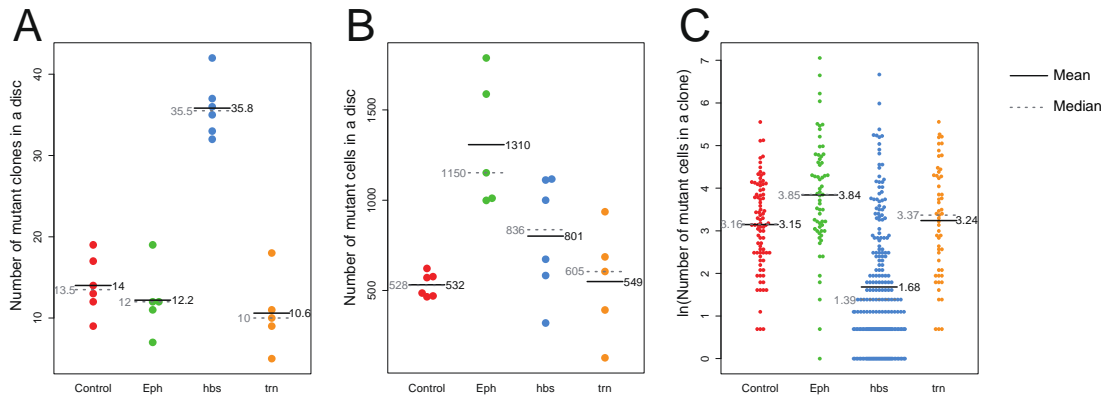 A
Number of mutant clones in a disc
40
30
20
10
13.5
14
12
12.2
35.5
35.8
10
10.6
Control
Eph
hbs
trn
B
Number of mutant cells in a disc
1500
1000
500
528
532
1150
1310
836
801
605
549
Control
Eph
hbs
trn
C
ln(Number of mutant cells in a clone)
7
6
5
4
3
2
1
0
3.16
3.15
3.85
3.84
1.39
1.68
3.37
3.24
Control
Eph
hbs
trn
Mean
Median